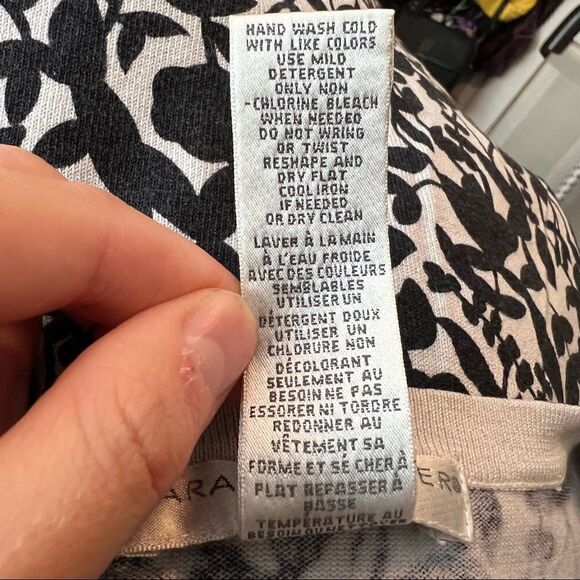 HAND WASH COLD
WITH LIKE COLORS
USE MILD
DETERGENT
ONLY NON
-CHLORINE BLEACH
WHEN NEEDED
DO NOT WRING
OR TWIST
RESHAPE AND
DRY FLAT
COOL IRON
IF NEEDED
OR DRY CLEAN
LAVER À LA MAIN
À L'EAU FROIDE
AVEC DES COULEURS
SEMBLABLES
UTILISER UN
DÉTERGENT DOUX
UTILISER UN
CHLORURE NON
DÉCOLORANT
SEULEMENT AU
BESOIN NE PAS
ESSORER NI TORDRE
REDONNER AU
VÊTEMENT SA
FORME ET SÉCHER À
PLAT REPASSER À
BASSE
TEMPÉRATURE AU
ARA